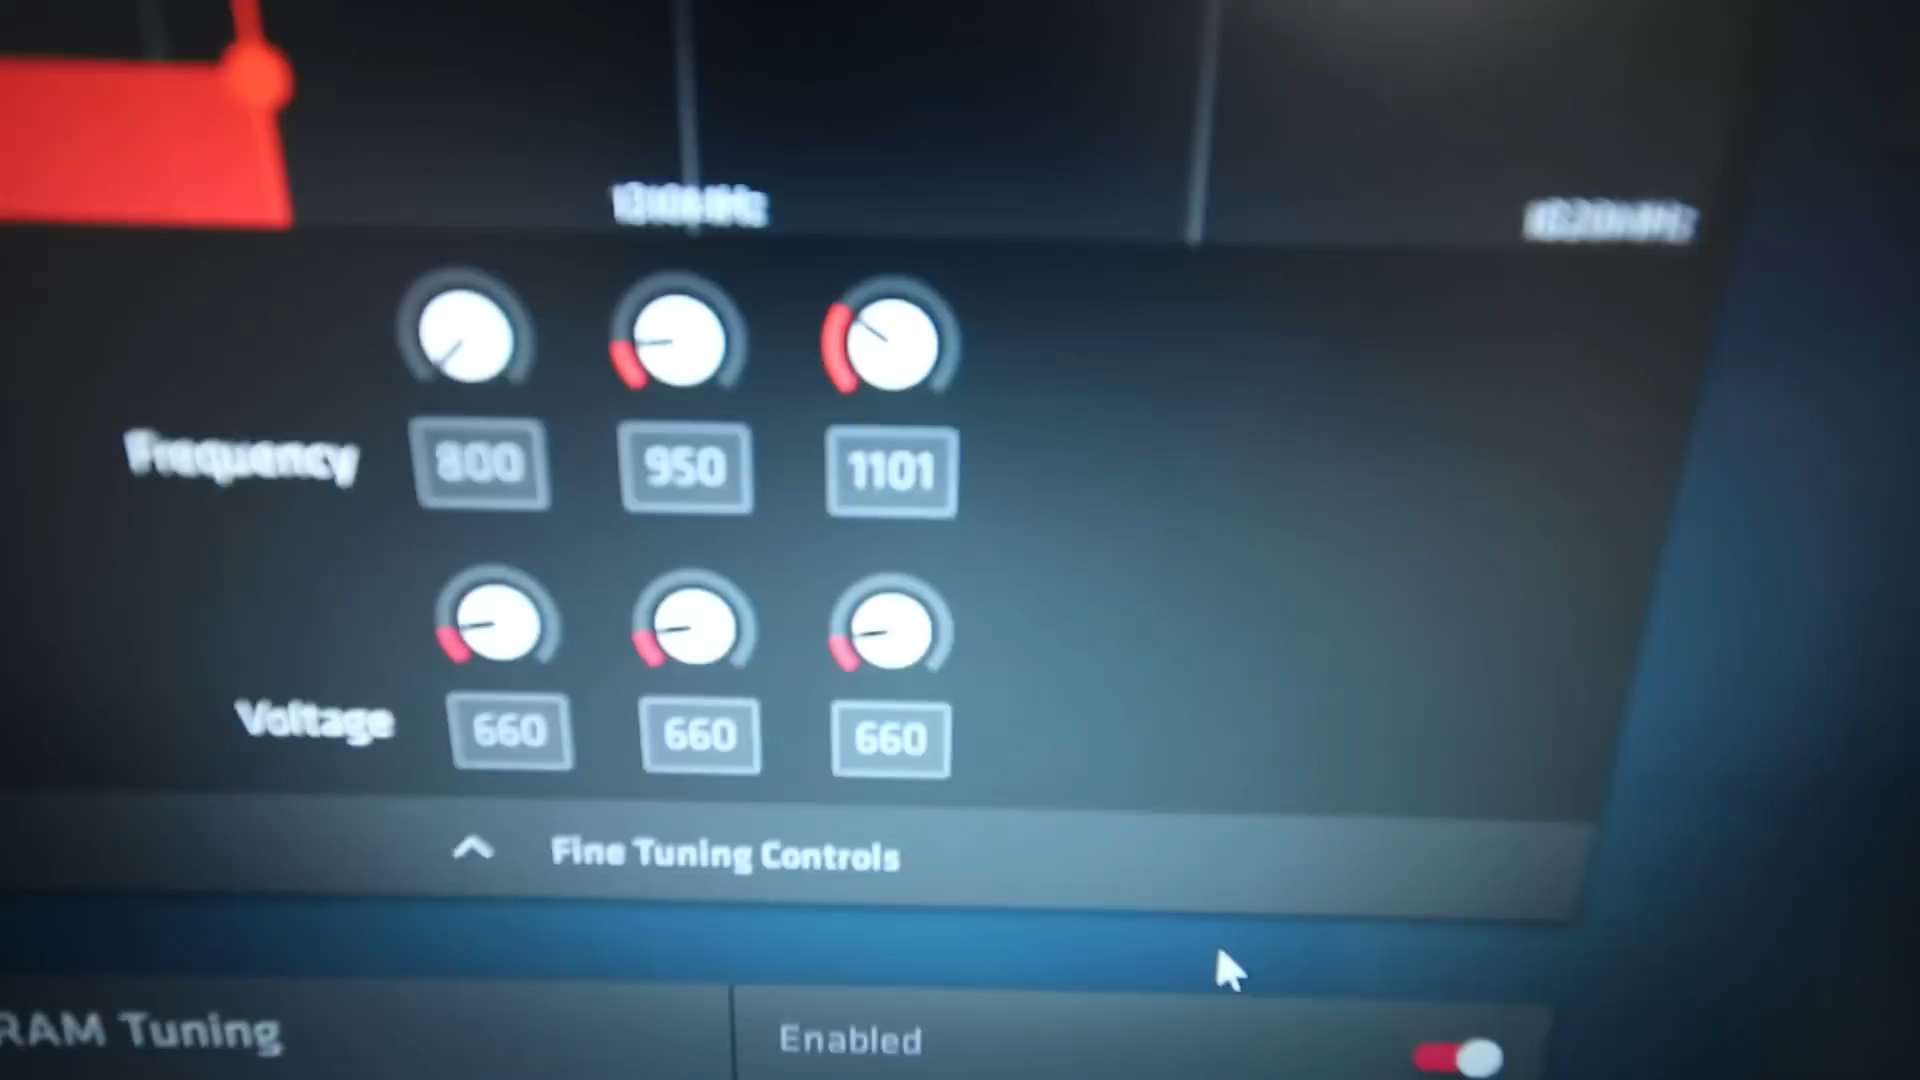 Frequency 800 950 1101
Voltage 660 660 660
Fine Tuning Controls
RAM Tuning
Enabled